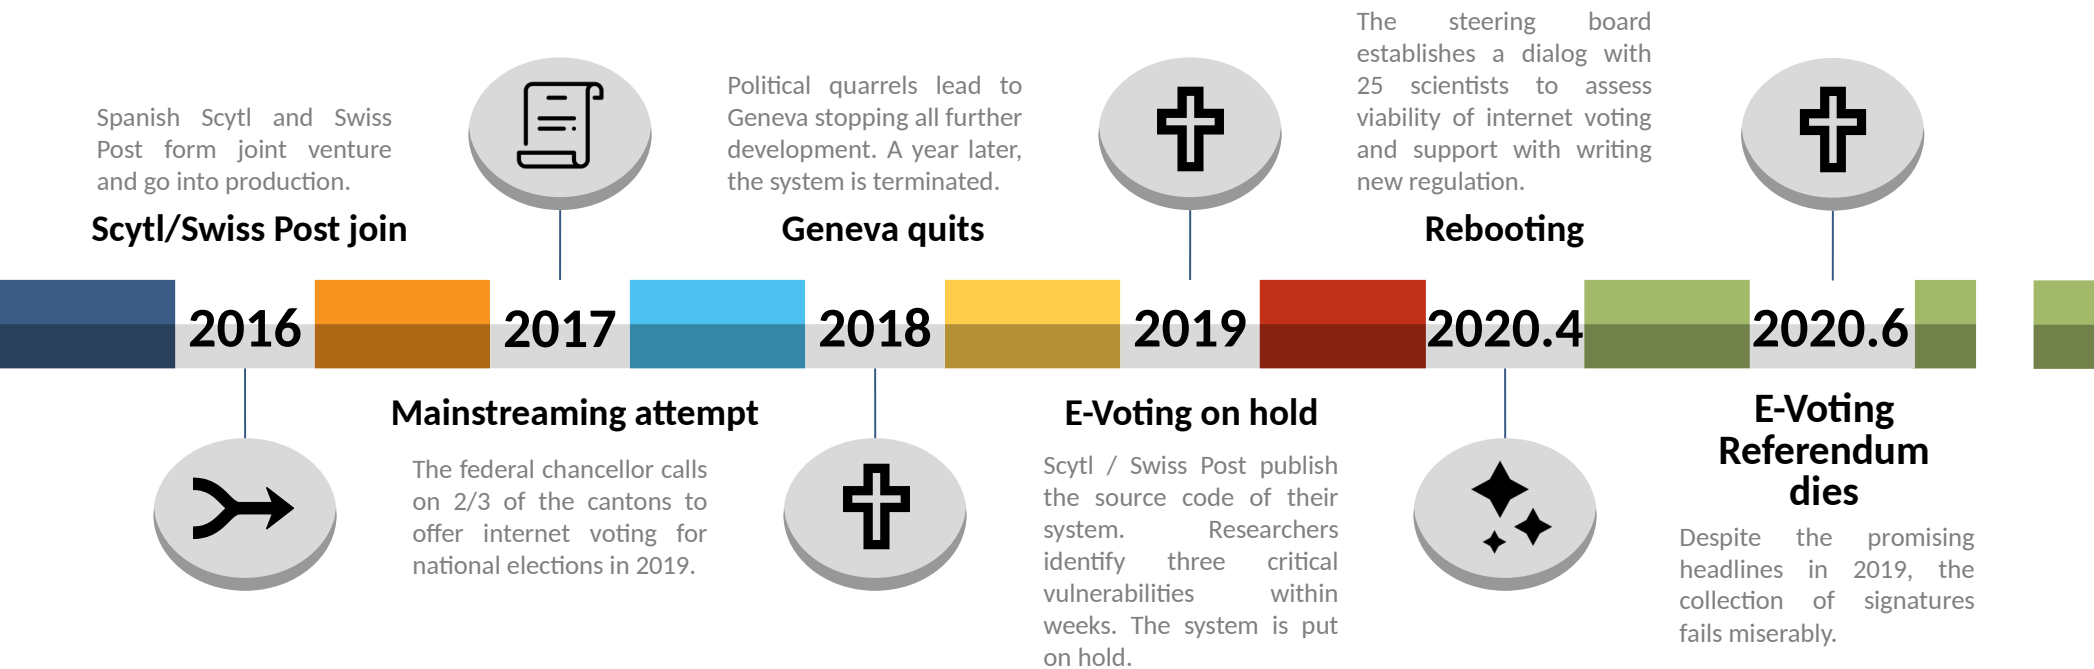 Spanish Scytl and Swiss
Post form joint venture
and go into production.
Scytl/Swiss Post join
2016
2017
Mainstreaming attempt
The federal chancellor calls
on 2/3 of the cantons to
offer internet voting for
national elections in 2019.
Political quarrels lead to
Geneva stopping all further
development. A year later,
the system is terminated.
Geneva quits
2018
2019
E-Voting on hold
Scytl / Swiss Post publish
the source code of their
system. Researchers
identify three critical
vulnerabilities within
weeks. The system is put
on hold.
The steering board
establishes a dialog with
25 scientists to assess
viability of internet voting
and support with writing
new regulation.
Rebooting
2020.4
2020.6
E-Voting
Referendum
dies
Despite the promising
headlines in 2019, the
collection of signatures
fails miserably.